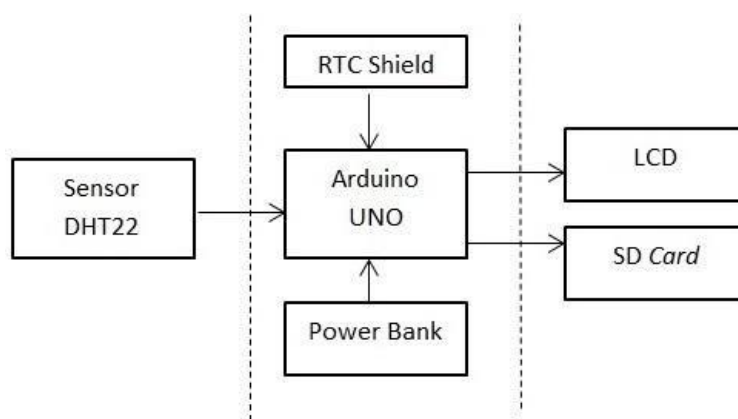 RTC Shield
Sensor
DHT22
Arduino
UNO
LCD
SD Card
Power Bank